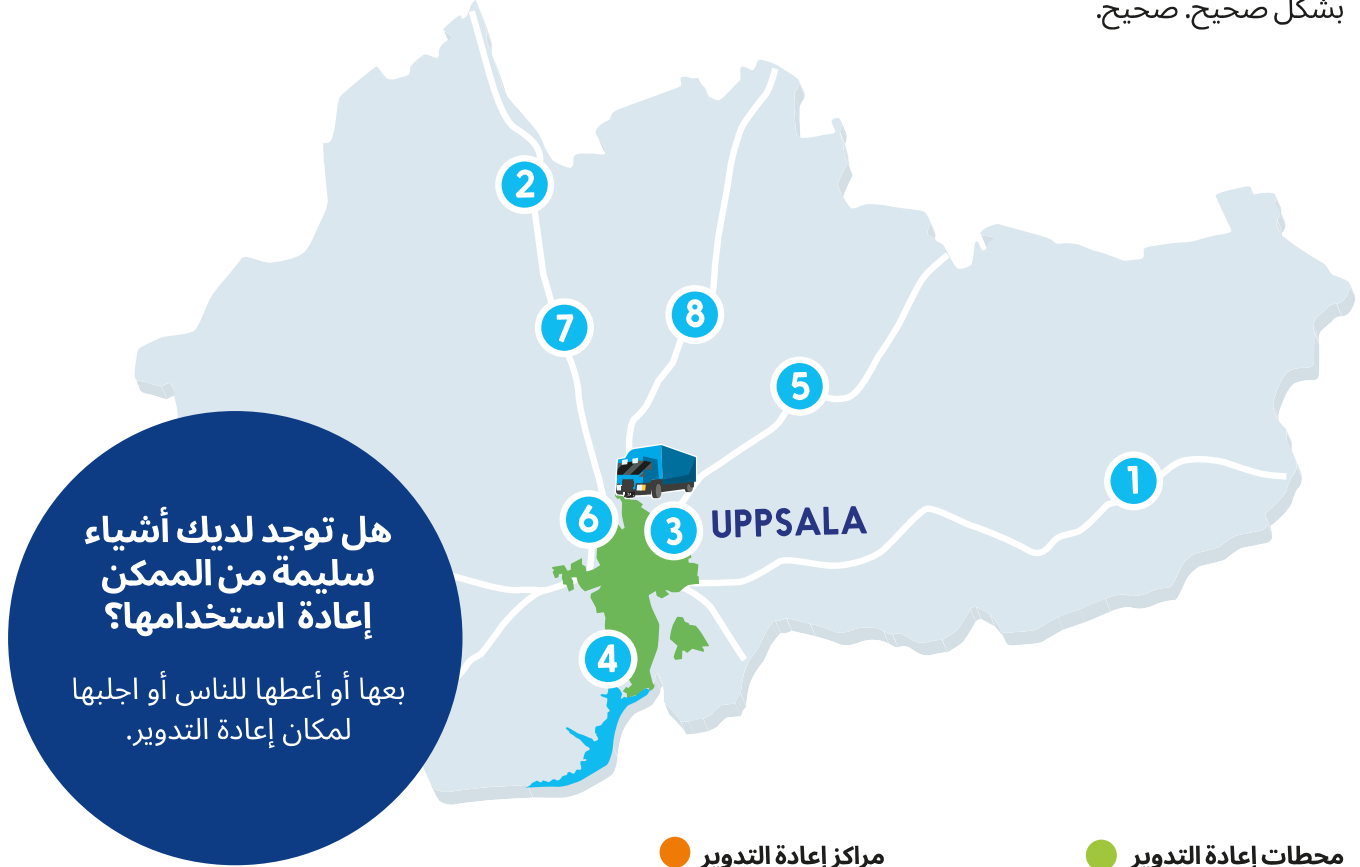 بشكل صحيح. صحيح.
2
7
8
5
1
6
3
UPPSALA
4
هل توجد لديك أشياء
سليمة من الممكن
إعادة استخدامها؟
بعها أو أعطها للناس أو اجلبها
لمكان إعادة التدوير.
محطات إعادة التدوير
مراكز إعادة التدوير